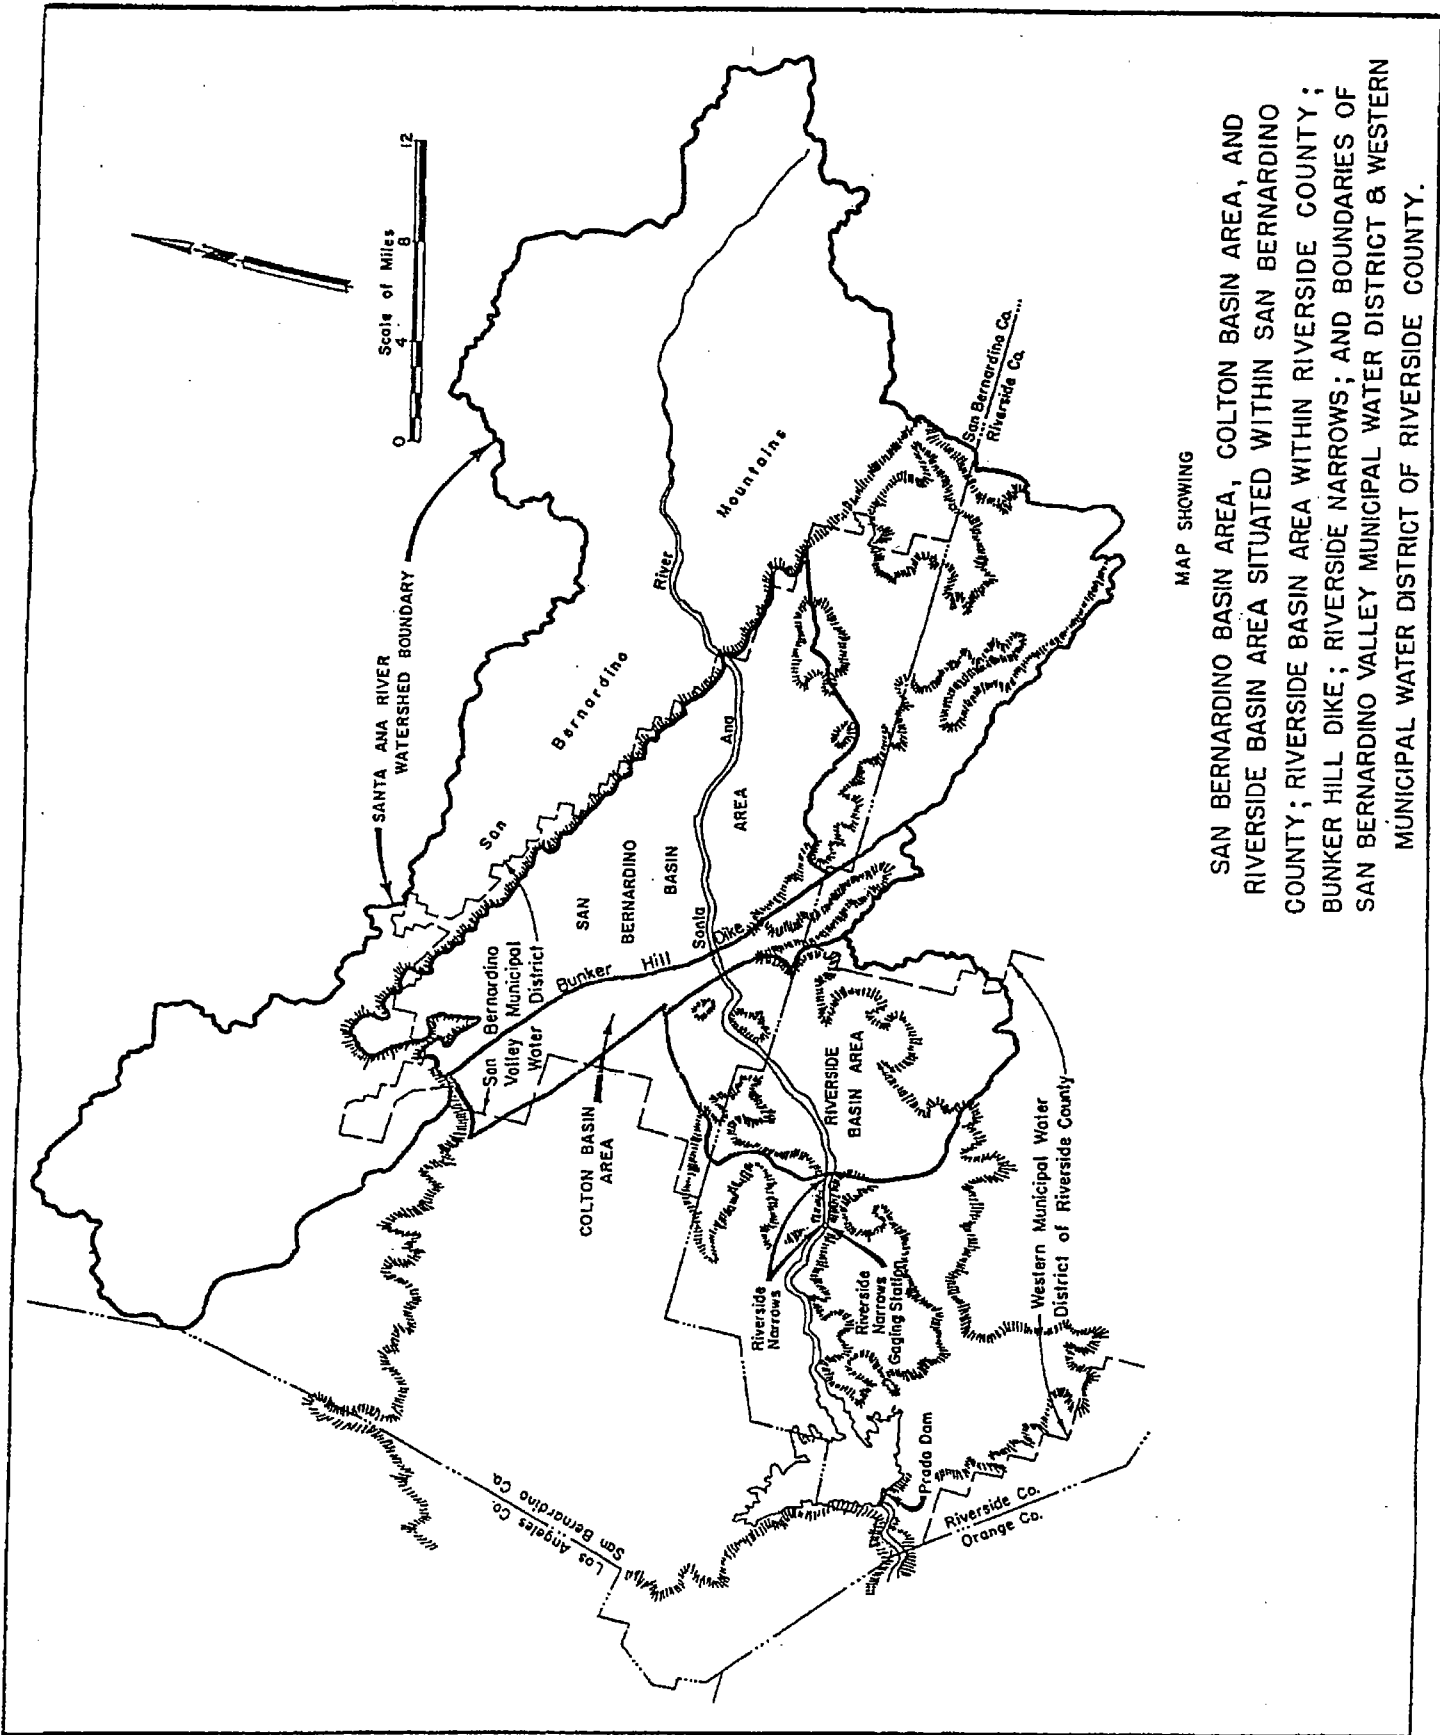 Scale of Miles
0 4 8 12
SANTA ANA RIVER
WATERSHED BOUNDARY
San
Bernardino
Mountains
River
Ana
Santa
San Bernardino
Valley Municipal
Water District
SAN
BERNARDINO
BASIN
AREA
Bunker Hill Dike
COLTON BASIN
AREA
RIVERSIDE
BASIN AREA
San Bernardino Co.
Riverside Co.
Riverside
Narrows
Riverside
Narrows
Gaging Station
Prado Dam
Los Angeles Co.
San Bernardino Co.
Riverside Co.
Orange Co.
Western Municipal Water
District of Riverside County
MAP SHOWING
SAN BERNARDINO BASIN AREA, COLTON BASIN AREA, AND
RIVERSIDE BASIN AREA SITUATED WITHIN SAN BERNARDINO
COUNTY; RIVERSIDE BASIN AREA WITHIN RIVERSIDE COUNTY;
BUNKER HILL DIKE; RIVERSIDE NARROWS; AND BOUNDARIES OF
SAN BERNARDINO VALLEY MUNICIPAL WATER DISTRICT & WESTERN
MUNICIPAL WATER DISTRICT OF RIVERSIDE COUNTY.